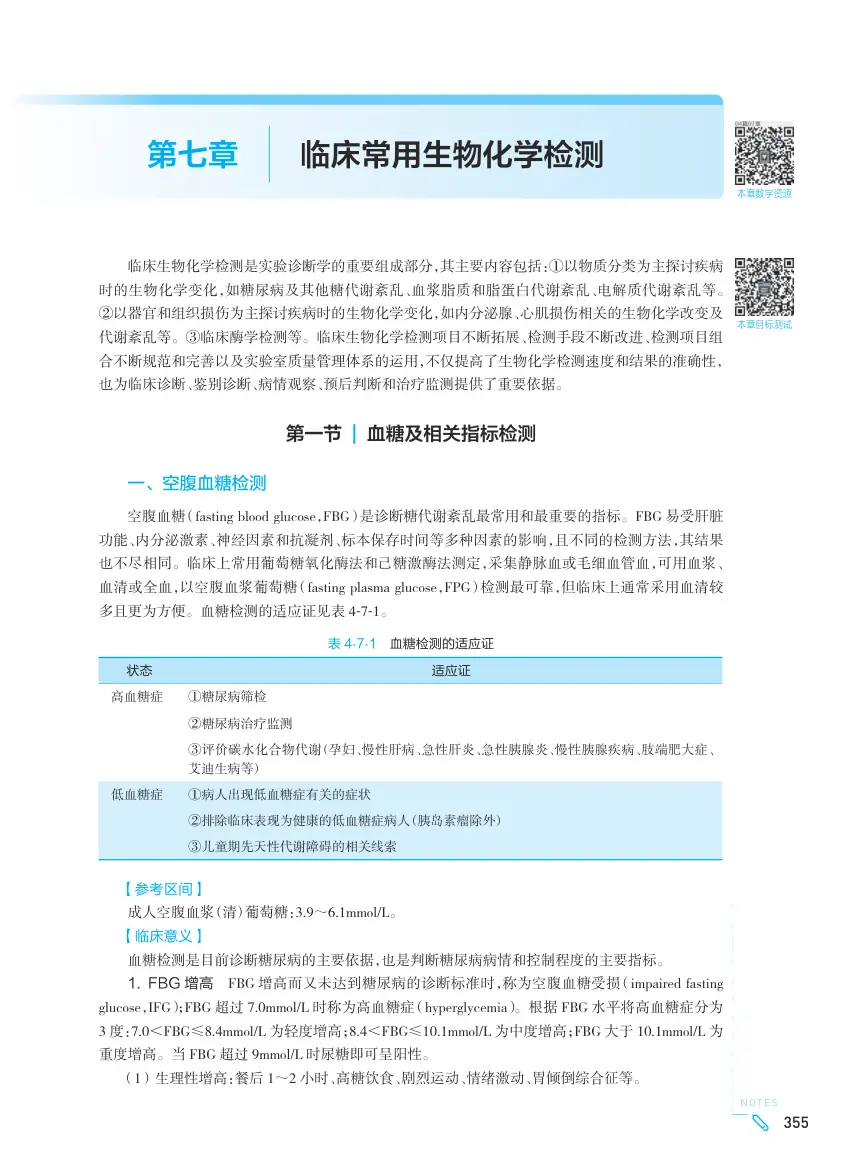 第七章 临床常用生物化学检测
04篇07章
本章数字资源
临床生物化学检测是实验诊断学的重要组成部分,其主要内容包括:①以物质分类为主探讨疾病
时的生物化学变化,如糖尿病及其他糖代谢紊乱、血浆脂质和脂蛋白代谢紊乱、电解质代谢紊乱等。
②以器官和组织损伤为主探讨疾病时的生物化学变化,如内分泌腺、心肌损伤相关的生物化学改变及
代谢紊乱等。③临床酶学检测等。临床生物化学检测项目不断拓展、检测手段不断改进、检测项目组
合不断规范和完善以及实验室质量管理体系的运用,不仅提高了生物化学检测速度和结果的准确性,
也为临床诊断、鉴别诊断、病情观察、预后判断和治疗监测提供了重要依据。
本章目标测试
第一节 | 血糖及相关指标检测
一、空腹血糖检测
空腹血糖(fasting blood glucose,FBG)是诊断糖代谢紊乱最常用和最重要的指标。FBG 易受肝脏
功能、内分泌激素、神经因素和抗凝剂、标本保存时间等多种因素的影响,且不同的检测方法,其结果
也不尽相同。临床上常用葡萄糖氧化酶法和己糖激酶法测定,采集静脉血或毛细血管血,可用血浆、
血清或全血,以空腹血浆葡萄糖(fasting plasma glucose,FPG)检测最可靠,但临床上通常采用血清较
多且更为方便。血糖检测的适应证见表 4-7-1。
表 4-7-1 血糖检测的适应证
状态 适应证
高血糖症 ①糖尿病筛检
②糖尿病治疗监测
③评价碳水化合物代谢(孕妇、慢性肝病、急性肝炎、急性胰腺炎、慢性胰腺疾病、肢端肥大症、
艾迪生病等)
低血糖症 ①病人出现低血糖症有关的症状
②排除临床表现为健康的低血糖症病人(胰岛素瘤除外)
③儿童期先天性代谢障碍的相关线索
【参考区间】
成人空腹血浆(清)葡萄糖:3.9~6.1mmol/L。
【临床意义】
血糖检测是目前诊断糖尿病的主要依据,也是判断糖尿病病情和控制程度的主要指标。
1. FBG 增高 FBG 增高而又未达到糖尿病的诊断标准时,称为空腹血糖受损(impaired fasting
glucose,IFG);FBG 超过 7.0mmol/L 时称为高血糖症(hyperglycemia)。根据 FBG 水平将高血糖症分为
3 度:7.0<FBG≤8.4mmol/L 为轻度增高;8.4<FBG≤10.1mmol/L 为中度增高;FBG 大于 10.1mmol/L 为
重度增高。当 FBG 超过 9mmol/L 时尿糖即可呈阳性。
(1)生理性增高:餐后 1~2 小时、高糖饮食、剧烈运动、情绪激动、胃倾倒综合征等。
NOTES
355